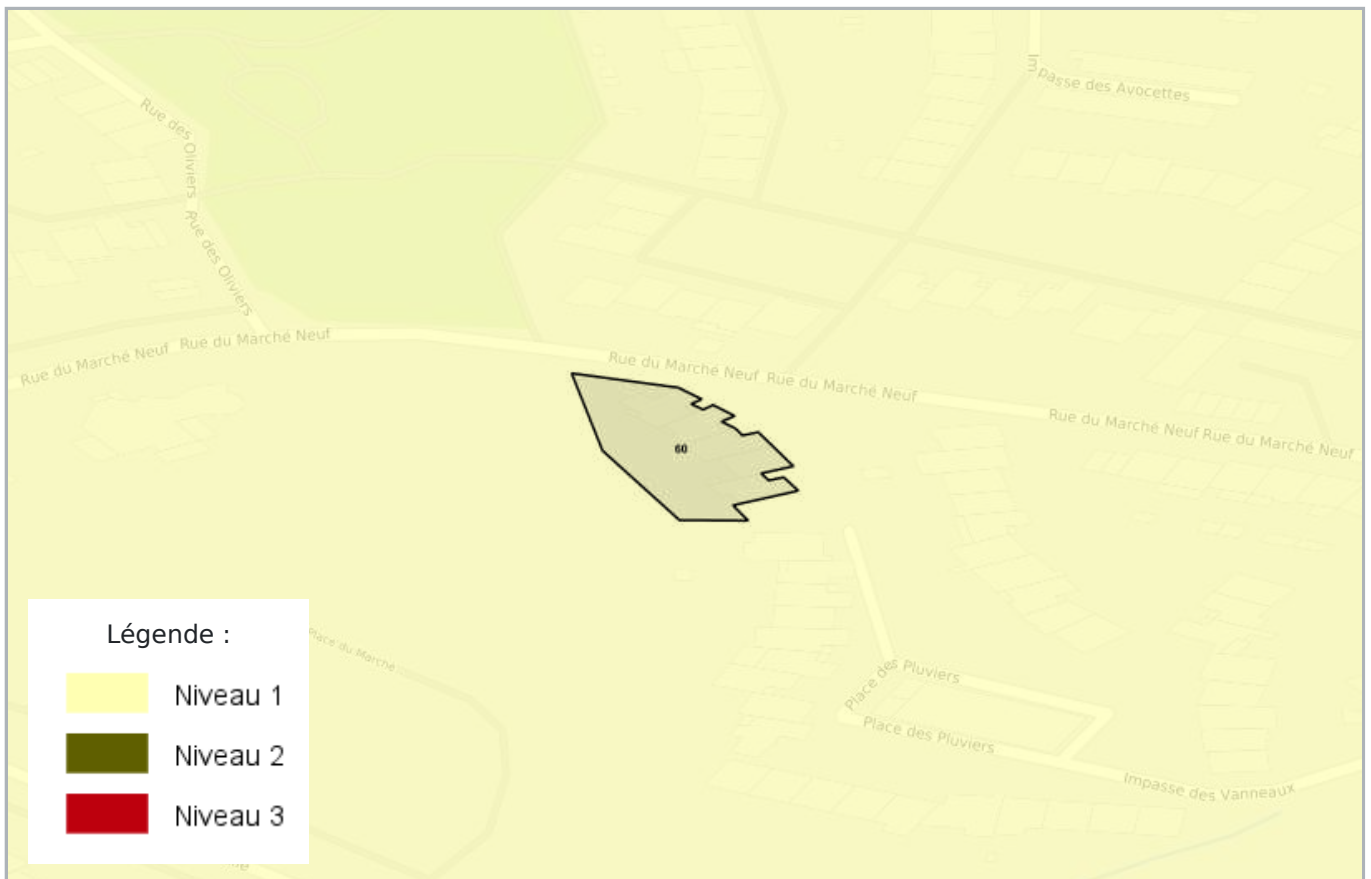 Impasse des Avocettes
Rue des Oliviers
Rue des Oliviers
Rue du Marché Neuf
Rue du Marché Neuf
Rue du Marché Neuf
Rue du Marché Neuf
Rue du Marché Neuf
Rue du Marché Neuf
60
Place du Marché
Place des Pluviers
Place des Pluviers
Impasse des Vanneaux
Légende :
Niveau 1
Niveau 2
Niveau 3